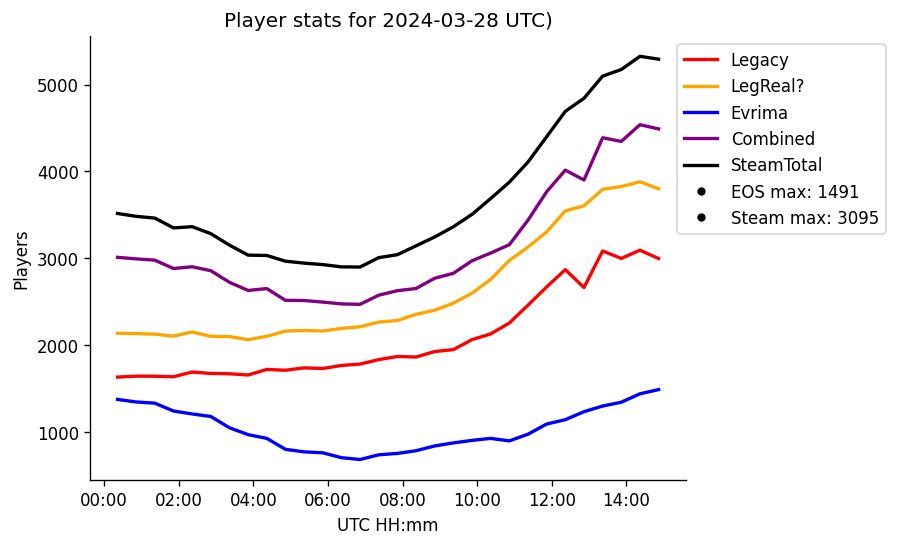 Player stats for 2024-03-28 UTC)
Players
5000
4000
3000
2000
1000
00:00 02:00 04:00 06:00 08:00 10:00 12:00 14:00
UTC HH:mm
Legacy
LegReal?
Evrima
Combined
SteamTotal
EOS max: 1491
Steam max: 3095